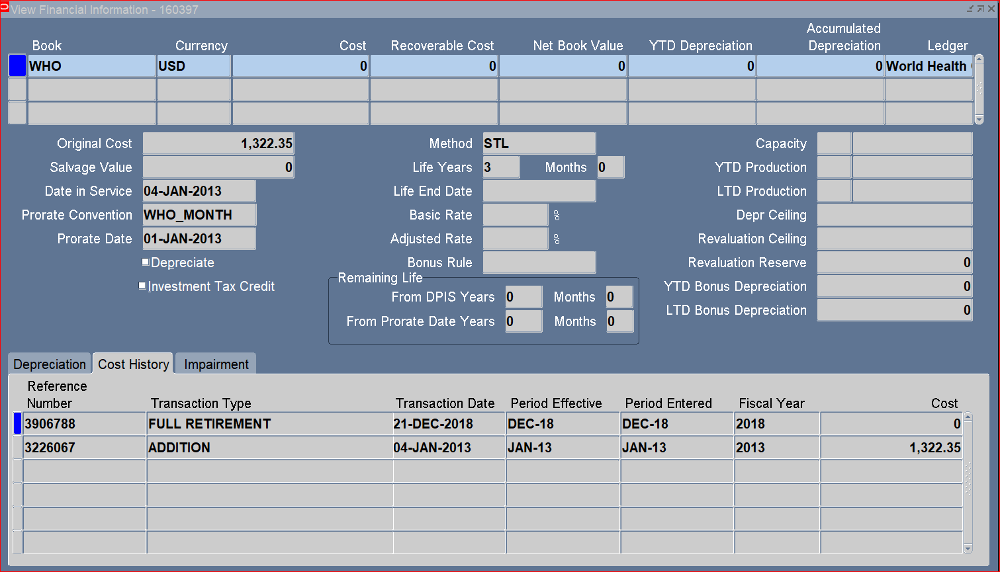 View Financial Information - 160397
Accumulated
Book Currency Cost Recoverable Cost Net Book Value YTD Depreciation Depreciation Ledger
WHO USD 0 0 0 0 0 World Health
Original Cost 1,322.35 Method STL Capacity
Salvage Value 0 Life Years 3 Months 0 YTD Production
Date in Service 04-JAN-2013 Life End Date LTD Production
Prorate Convention WHO_MONTH Basic Rate % Depr Ceiling
Prorate Date 01-JAN-2013 Adjusted Rate % Revaluation Ceiling
Depreciate Bonus Rule Revaluation Reserve 0
Remaining Life
Investment Tax Credit YTD Bonus Depreciation 0
From DPIS Years 0 Months 0
LTD Bonus Depreciation 0
From Prorate Date Years 0 Months 0
Depreciation Cost History Impairment
Reference
Number Transaction Type Transaction Date Period Effective Period Entered Fiscal Year Cost
3906788 FULL RETIREMENT 21-DEC-2018 DEC-18 DEC-18 2018 0
3226067 ADDITION 04-JAN-2013 JAN-13 JAN-13 2013 1,322.35